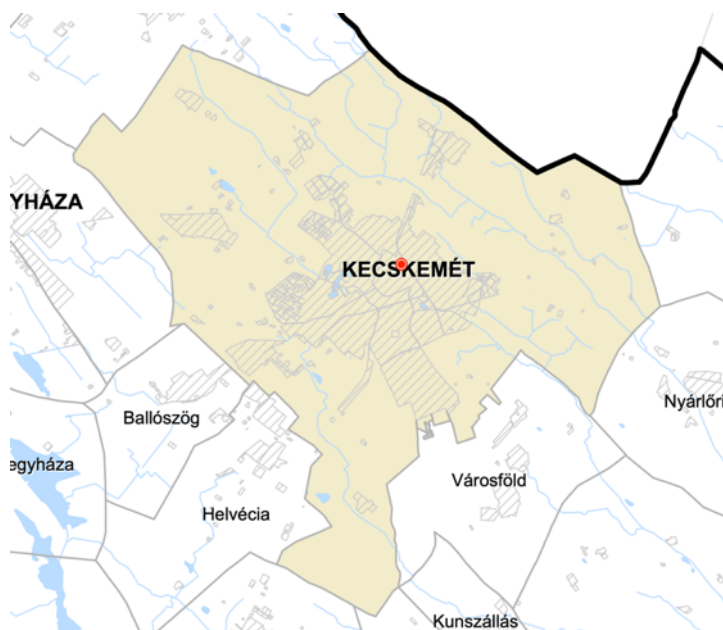 YHÁZA
KECSKEMÉT
Nyárlőri
Ballószög
egyháza
Városföld
Helvécia
Kunszállás